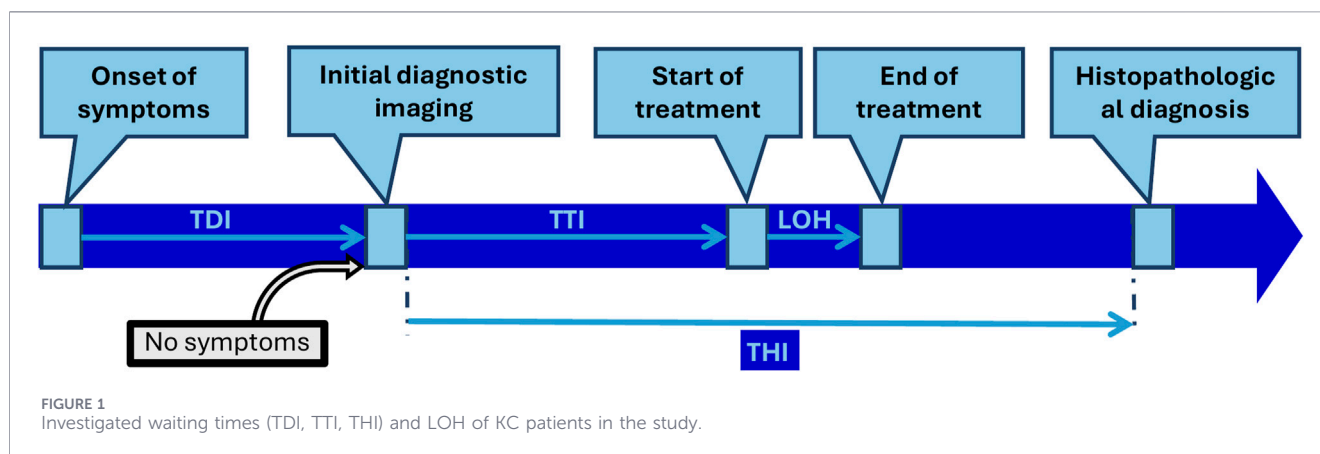 Onset of
symptoms
Initial diagnostic
imaging
Start of
treatment
End of
treatment
Histopathologic
al diagnosis
TDI
TTI
LOH
No symptoms
THI
FIGURE 1
Investigated waiting times (TDI, TTI, THI) and LOH of KC patients in the study.